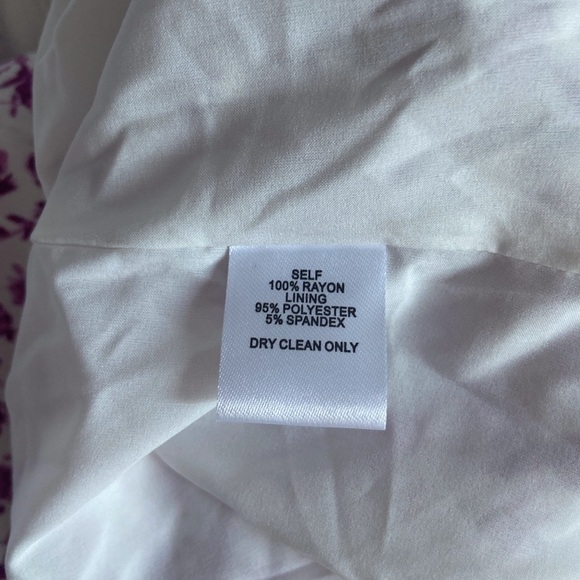 SELF
100% RAYON
LINING
95% POLYESTER
5% SPANDEX
DRY CLEAN ONLY